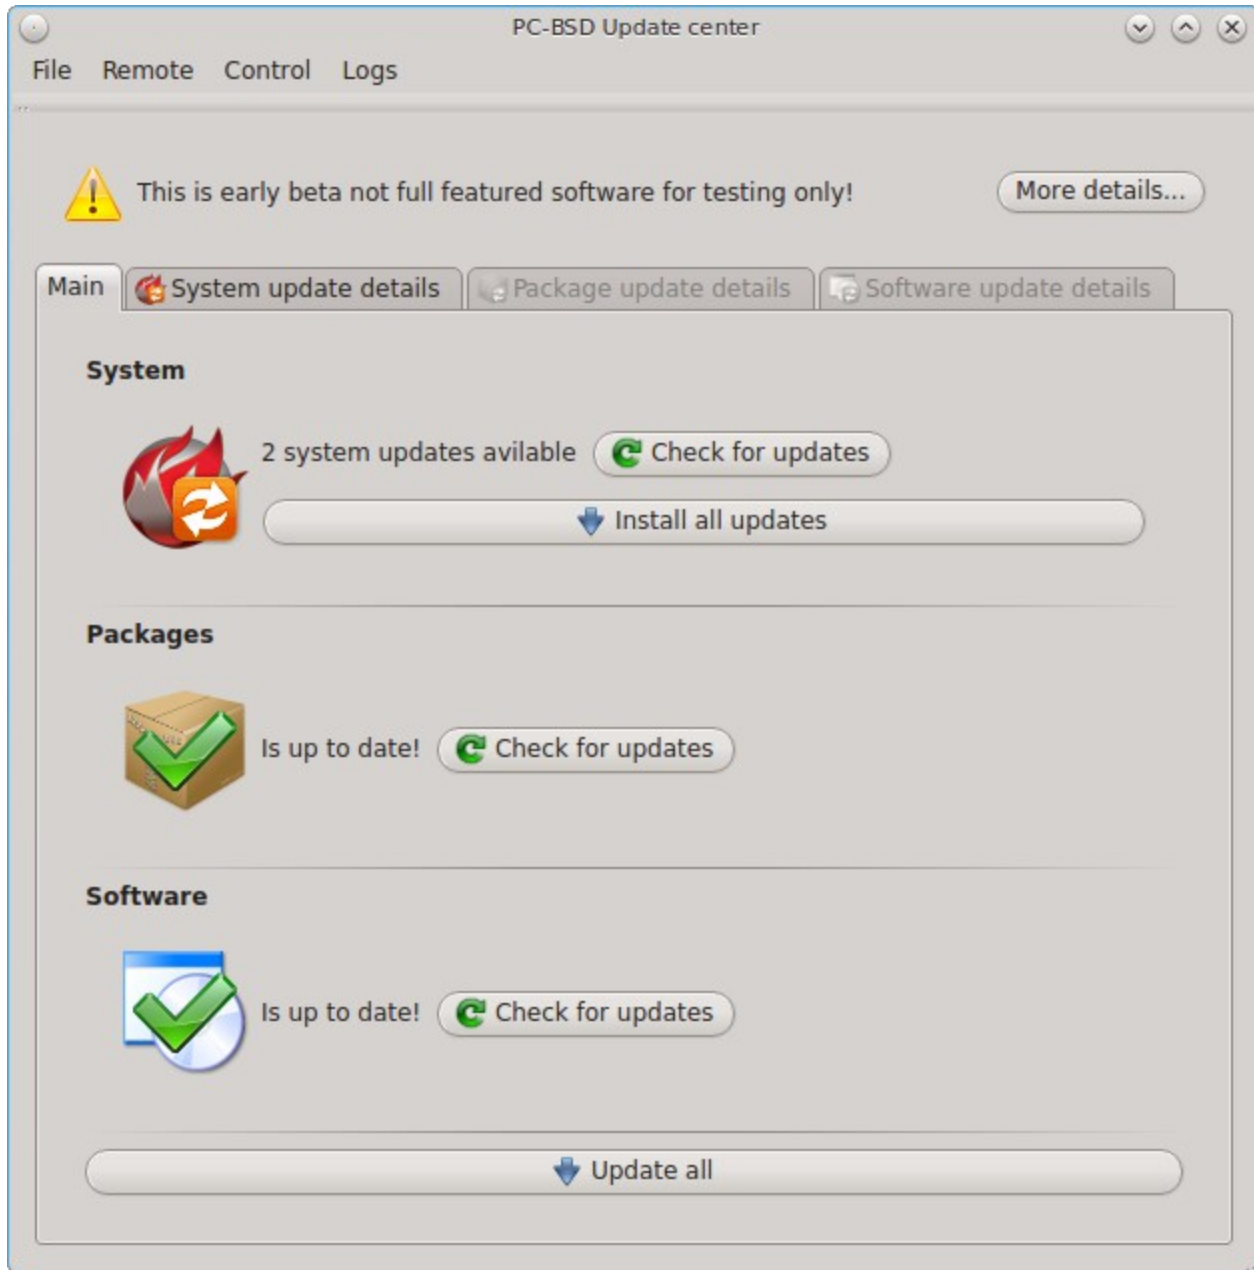 PC-BSD Update center
File Remote Control Logs
This is early beta not full featured software for testing only! More details...
Main System update details Package update details Software update details
System
2 system updates avilable Check for updates
Install all updates
Packages
Is up to date! Check for updates
Software
Is up to date! Check for updates
Update all